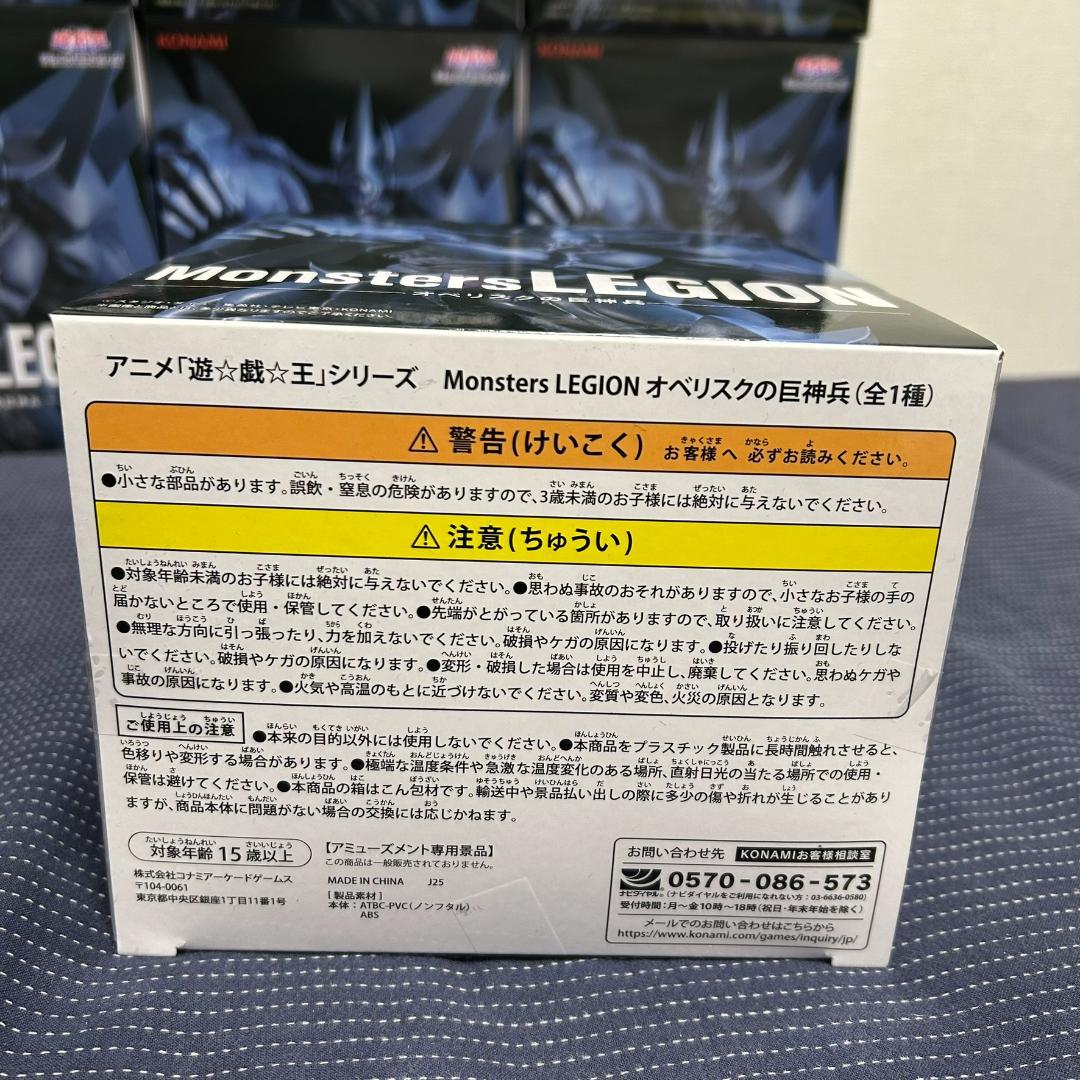 KONAMI
KONAMI
Monsters LEGION
オベリスクの巨神兵
アニメ「遊☆戯☆王」シリーズ Monsters LEGION オベリスクの巨神兵(全1種)
⚠ 警告(けいこく) お客様へ 必ずお読みください。
●小さな部品があります。誤飲・窒息の危険がありますので、3歳未満のお子様には絶対に与えないでください。
⚠ 注意(ちゅうい)
●対象年齢未満のお子様には絶対に与えないでください。●思わぬ事故のおそれがありますので、小さなお子様の手の
届かないところで使用・保管してください。●先端がとがっている箇所がありますので、取り扱いに注意してください。
●無理な方向に引っ張ったり、力を加えないでください。破損やケガの原因になります。●投げたり振り回したりしな
いでください。破損やケガの原因になります。●変形・破損した場合は使用を中止し、廃棄してください。思わぬケガや
事故の原因になります。●火気や高温のもとに近づけないでください。変質や変色、火災の原因となります。
ご使用上の注意 ●本来の目的以外には使用しないでください。●本商品をプラスチック製品に長時間触れさせると、
色移りや変形する場合があります。●極端な温度条件や急激な温度変化のある場所、直射日光の当たる場所での使用・
保管は避けてください。●本商品の箱はこん包材です。輸送中や景品払い出しの際に多少の傷や折れが生じることがあり
ますが、商品本体に問題がない場合の交換には応じかねます。
対象年齢 15歳以上
【アミューズメント専用景品】
この商品は一般販売されておりません。
株式会社コナミアーケードゲームス
〒104-0061
東京都中央区銀座1丁目11番1号
MADE IN CHINA J25
[製品素材]
本体:ATBC-PVC(ノンフタル)
ABS
お問い合わせ先 KONAMIお客様相談室
ナビダイヤル® 0570-086-573
(ナビダイヤルをご利用になれない方:03-6636-0580)
受付時間:月〜金10時〜18時(祝日・年末年始を除く)
メールでのお問い合わせはこちらから
https://www.konami.com/games/inquiry/jp/